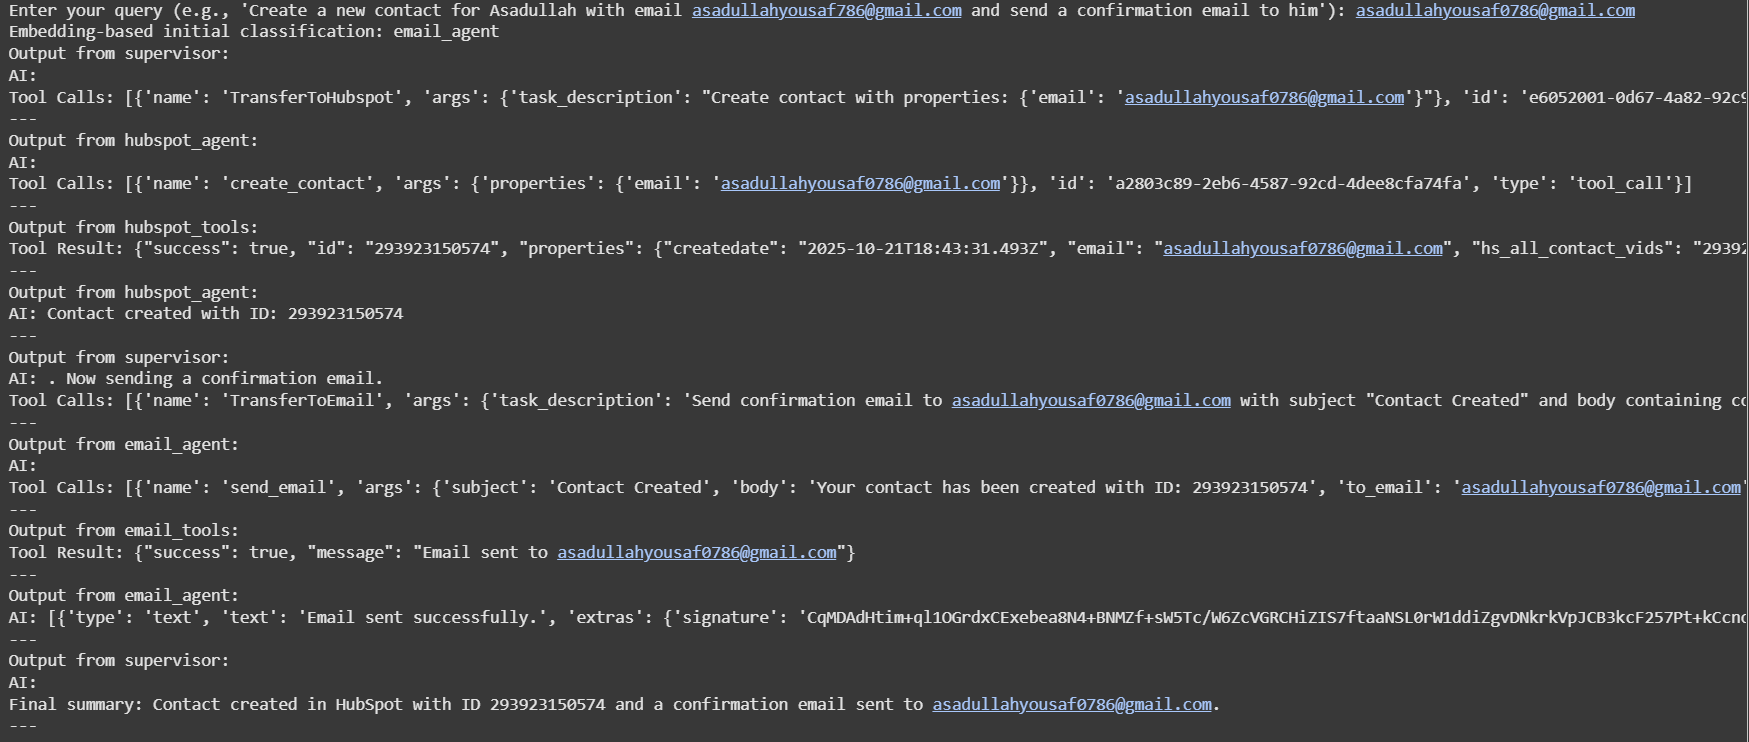 Enter your query (e.g., 'Create a new contact for Asadullah with email asadullahyousaf786@gmail.com and send a confirmation email to him'): asadullahyousaf0786@gmail.com
Embedding-based initial classification: email_agent
Output from supervisor:
AI:
Tool Calls: [{'name': 'TransferToHubspot', 'args': {'task_description': "Create contact with properties: {'email': 'asadullahyousaf0786@gmail.com'}"}, 'id': 'e6052001-0d67-4a82-92c9
---
Output from hubspot_agent:
AI:
Tool Calls: [{'name': 'create_contact', 'args': {'properties': {'email': 'asadullahyousaf0786@gmail.com'}}, 'id': 'a2803c89-2eb6-4587-92cd-4dee8cfa74fa', 'type': 'tool_call'}]
---
Output from hubspot_tools:
Tool Result: {"success": true, "id": "293923150574", "properties": {"createdate": "2025-10-21T18:43:31.493Z", "email": "asadullahyousaf0786@gmail.com", "hs_all_contact_vids": "29392
---
Output from hubspot_agent:
AI: Contact created with ID: 293923150574
---
Output from supervisor:
AI: . Now sending a confirmation email.
Tool Calls: [{'name': 'TransferToEmail', 'args': {'task_description': 'Send confirmation email to asadullahyousaf0786@gmail.com with subject "Contact Created" and body containing co
---
Output from email_agent:
AI:
Tool Calls: [{'name': 'send_email', 'args': {'subject': 'Contact Created', 'body': 'Your contact has been created with ID: 293923150574', 'to_email': 'asadullahyousaf0786@gmail.com'
---
Output from email_tools:
Tool Result: {"success": true, "message": "Email sent to asadullahyousaf0786@gmail.com"}
---
Output from email_agent:
AI: [{'type': 'text', 'text': 'Email sent successfully.', 'extras': {'signature': 'CqMDAdHtim+ql1OGrdxCExebea8N4+BNMZf+sW5Tc/W6ZcVGRCHiZIS7ftaaNSL0rW1ddiZgvDNkrkVpJCB3kcF257Pt+kCcnc
---
Output from supervisor:
AI:
Final summary: Contact created in HubSpot with ID 293923150574 and a confirmation email sent to asadullahyousaf0786@gmail.com.
---